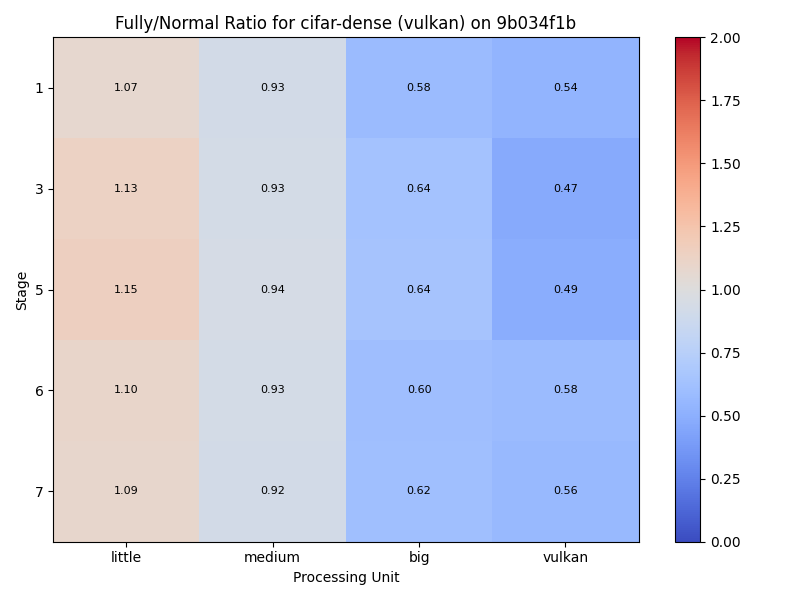 Fully/Normal Ratio for cifar-dense (vulkan) on 9b034f1b
Stage
1 1.07 0.93 0.58 0.54
3 1.13 0.93 0.64 0.47
5 1.15 0.94 0.64 0.49
6 1.10 0.93 0.60 0.58
7 1.09 0.92 0.62 0.56
little medium big vulkan
Processing Unit
2.00
1.75
1.50
1.25
1.00
0.75
0.50
0.25
0.00